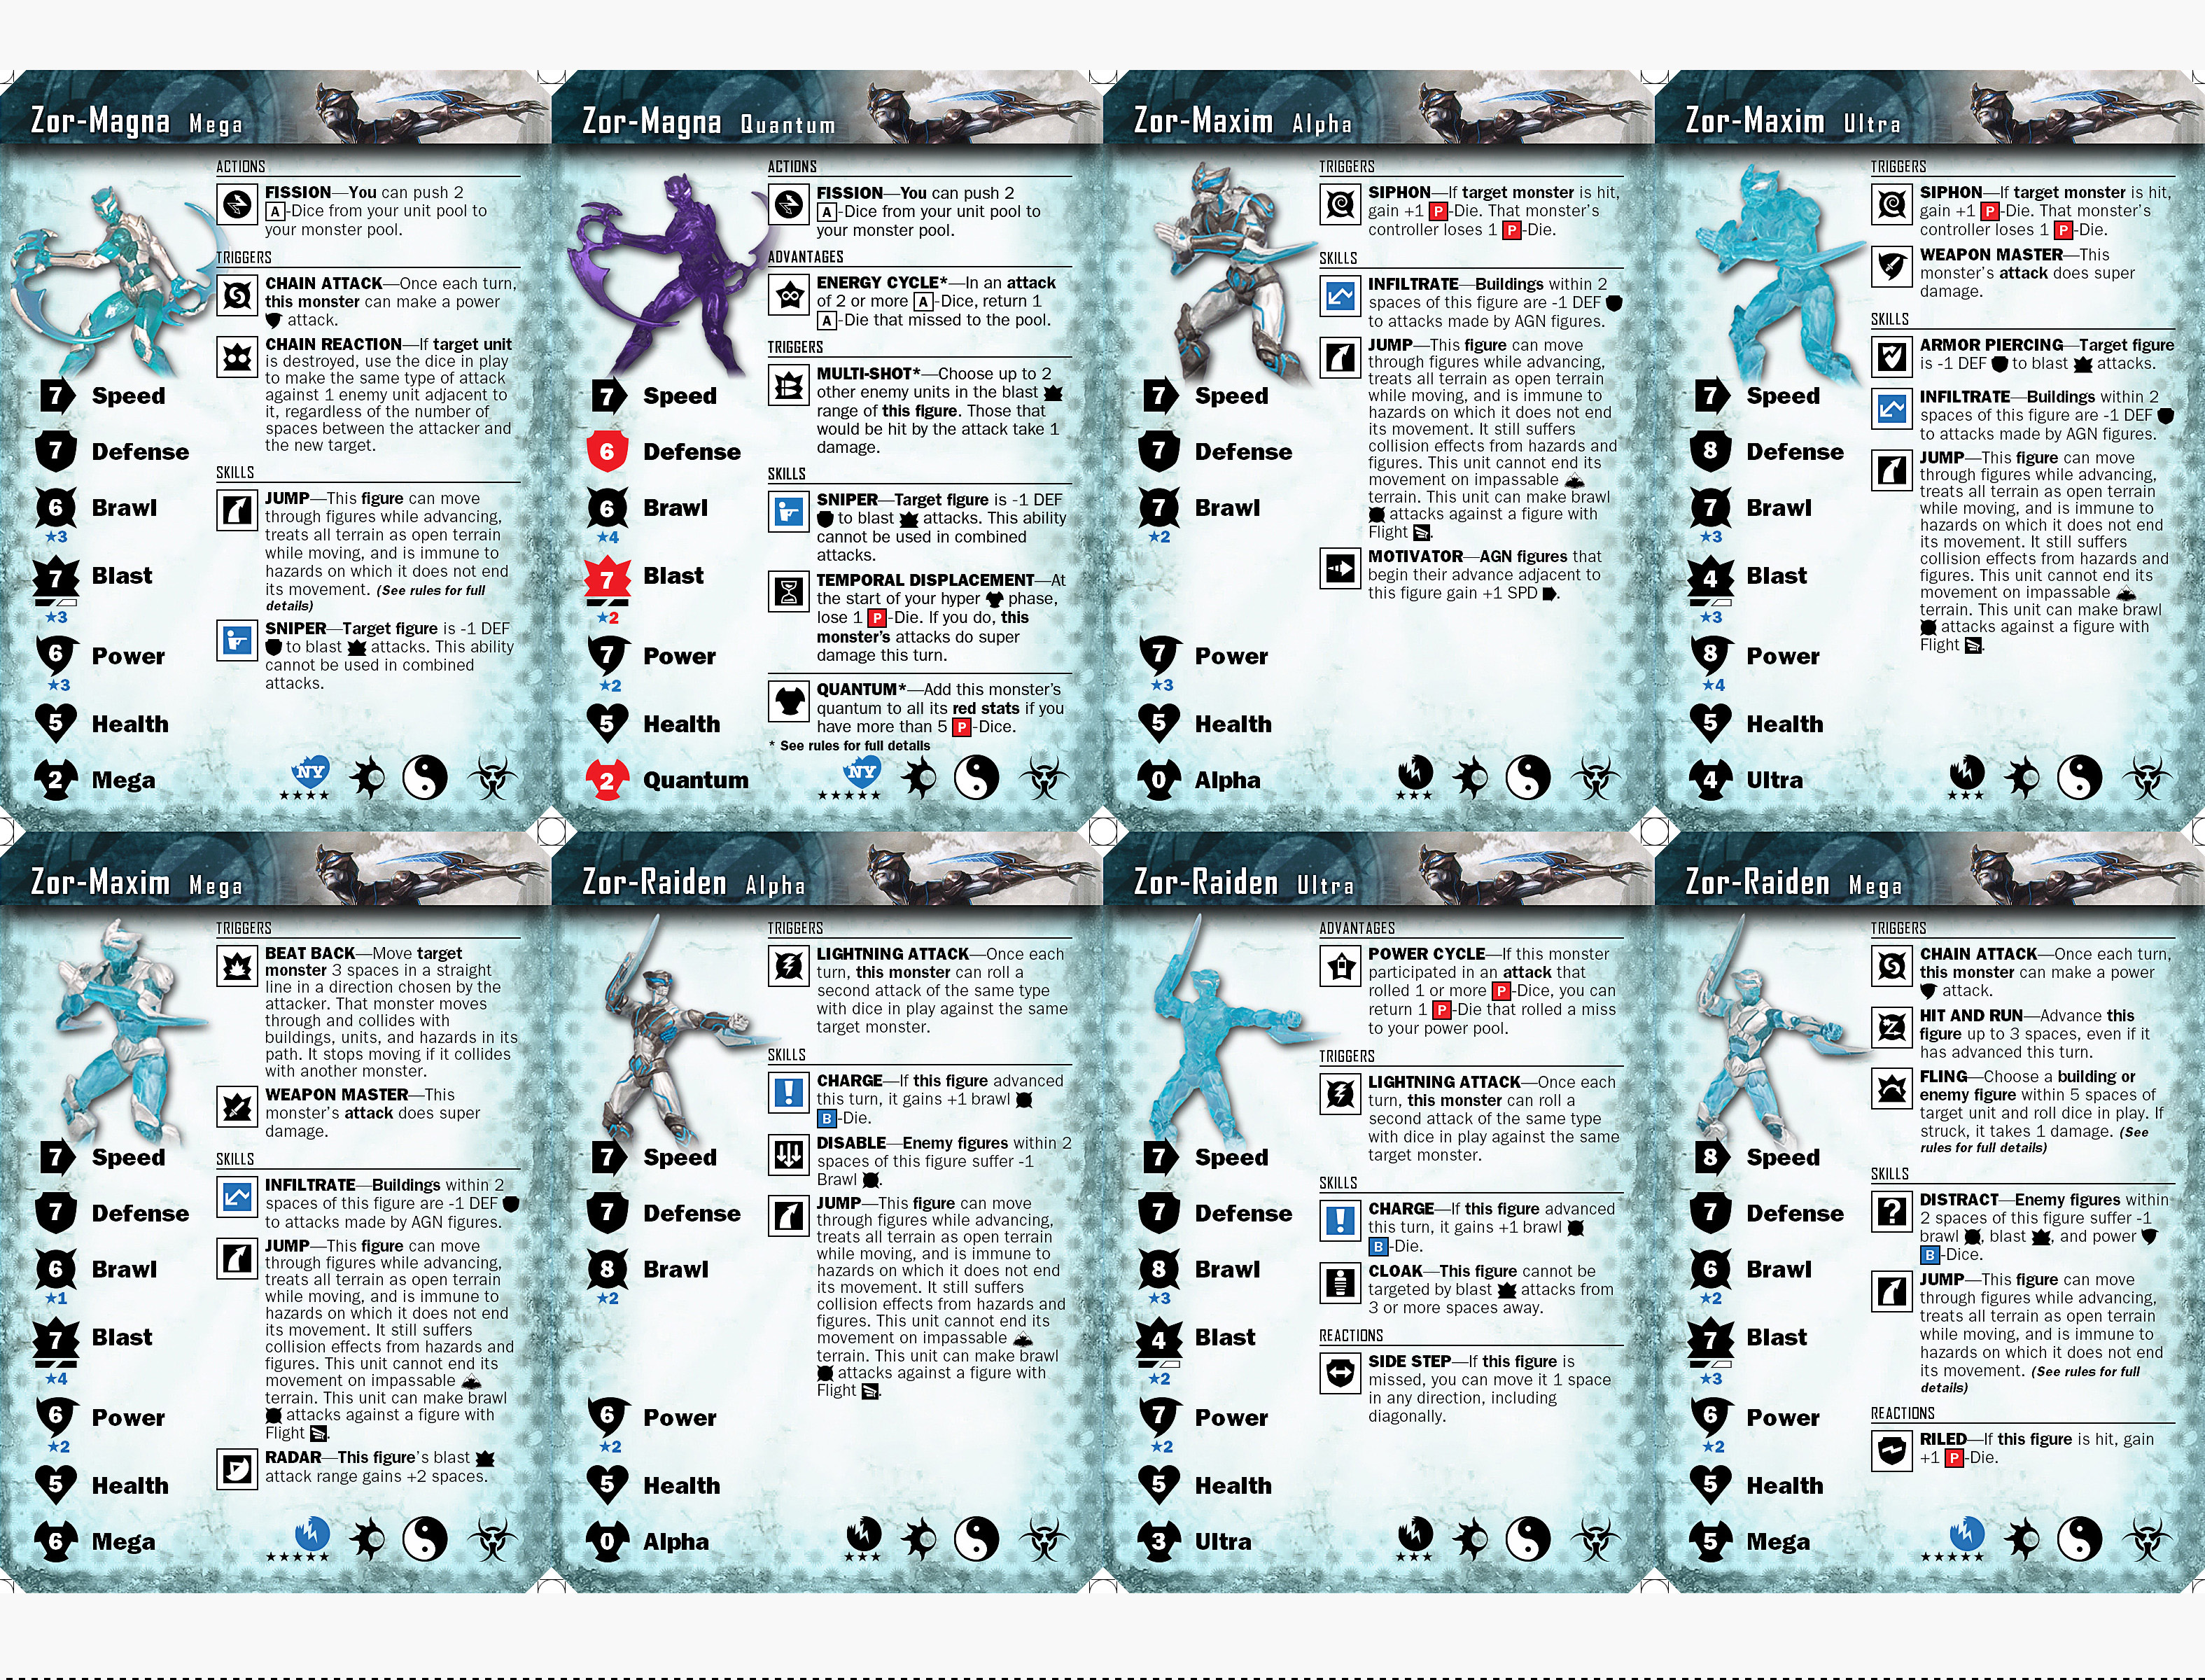 Zor-Magna Mega
ACTIONS
FISSION—You can push 2
A-Dice from your unit pool to
your monster pool.
TRIGGERS
CHAIN ATTACK—Once each turn,
this monster can make a power
attack.
CHAIN REACTION—If target unit
is destroyed, use the dice in play
to make the same type of attack
against 1 enemy unit adjacent to
it, regardless of the number of
spaces between the attacker and
the new target.
SKILLS
JUMP—This figure can move
through figures while advancing,
treats all terrain as open terrain
while moving, and is immune to
hazards on which it does not end
its movement. (See rules for full
details)
SNIPER—Target figure is -1 DEF
to blast attacks. This ability
cannot be used in combined
attacks.
7 Speed
7 Defense
6 Brawl
★3
7 Blast
★3
6 Power
★3
5 Health
2 Mega
NY
★★★★
Zor-Magna Quantum
ACTIONS
FISSION—You can push 2
A-Dice from your unit pool to
your monster pool.
ADVANTAGES
ENERGY CYCLE*—In an attack
of 2 or more A-Dice, return 1
A-Die that missed to the pool.
TRIGGERS
MULTI-SHOT*—Choose up to 2
other enemy units in the blast
range of this figure. Those that
would be hit by the attack take 1
damage.
SKILLS
SNIPER—Target figure is -1 DEF
to blast attacks. This ability
cannot be used in combined
attacks.
TEMPORAL DISPLACEMENT—At
the start of your hyper phase,
lose 1 P-Die. If you do, this
monster's attacks do super
damage this turn.
QUANTUM*—Add this monster's
quantum to all its red stats if you
have more than 5 P-Dice.
* See rules for full details
7 Speed
6 Defense
6 Brawl
★4
7 Blast
★2
7 Power
★2
5 Health
2 Quantum
NY
★★★★★
Zor-Maxim Alpha
TRIGGERS
SIPHON—If target monster is hit,
gain +1 P-Die. That monster's
controller loses 1 P-Die.
SKILLS
INFILTRATE—Buildings within 2
spaces of this figure are -1 DEF
to attacks made by AGN figures.
JUMP—This figure can move
through figures while advancing,
treats all terrain as open terrain
while moving, and is immune to
hazards on which it does not end
its movement. It still suffers
collision effects from hazards and
figures. This unit cannot end its
movement on impassable
terrain. This unit can make brawl
attacks against a figure with
Flight.
MOTIVATOR—AGN figures that
begin their advance adjacent to
this figure gain +1 SPD.
7 Speed
7 Defense
7 Brawl
★2
7 Power
★3
5 Health
0 Alpha
★★★
Zor-Maxim Ultra
TRIGGERS
SIPHON—If target monster is hit,
gain +1 P-Die. That monster's
controller loses 1 P-Die.
WEAPON MASTER—This
monster's attack does super
damage.
SKILLS
ARMOR PIERCING—Target figure
is -1 DEF to blast attacks.
INFILTRATE—Buildings within 2
spaces of this figure are -1 DEF
to attacks made by AGN figures.
JUMP—This figure can move
through figures while advancing,
treats all terrain as open terrain
while moving, and is immune to
hazards on which it does not end
its movement. It still suffers
collision effects from hazards and
figures. This unit cannot end its
movement on impassable
terrain. This unit can make brawl
attacks against a figure with
Flight.
7 Speed
8 Defense
7 Brawl
★3
4 Blast
★3
8 Power
★4
5 Health
4 Ultra
★★★
Zor-Maxim Mega
TRIGGERS
BEAT BACK—Move target
monster 3 spaces in a straight
line in a direction chosen by the
attacker. That monster moves
through and collides with
buildings, units, and hazards in its
path. It stops moving if it collides
with another monster.
WEAPON MASTER—This
monster's attack does super
damage.
SKILLS
INFILTRATE—Buildings within 2
spaces of this figure are -1 DEF
to attacks made by AGN figures.
JUMP—This figure can move
through figures while advancing,
treats all terrain as open terrain
while moving, and is immune to
hazards on which it does not end
its movement. It still suffers
collision effects from hazards and
figures. This unit cannot end its
movement on impassable
terrain. This unit can make brawl
attacks against a figure with
Flight.
RADAR—This figure's blast
attack range gains +2 spaces.
7 Speed
7 Defense
6 Brawl
★1
7 Blast
★4
6 Power
★2
5 Health
6 Mega
★★★★★
Zor-Raiden Alpha
TRIGGERS
LIGHTNING ATTACK—Once each
turn, this monster can roll a
second attack of the same type
with dice in play against the same
target monster.
SKILLS
CHARGE—If this figure advanced
this turn, it gains +1 brawl
B-Die.
DISABLE—Enemy figures within 2
spaces of this figure suffer -1
Brawl.
JUMP—This figure can move
through figures while advancing,
treats all terrain as open terrain
while moving, and is immune to
hazards on which it does not end
its movement. It still suffers
collision effects from hazards and
figures. This unit cannot end its
movement on impassable
terrain. This unit can make brawl
attacks against a figure with
Flight.
7 Speed
7 Defense
8 Brawl
★2
6 Power
★2
5 Health
0 Alpha
★★★
Zor-Raiden Ultra
ADVANTAGES
POWER CYCLE—If this monster
participated in an attack that
rolled 1 or more P-Dice, you can
return 1 P-Die that rolled a miss
to your power pool.
TRIGGERS
LIGHTNING ATTACK—Once each
turn, this monster can roll a
second attack of the same type
with dice in play against the same
target monster.
SKILLS
CHARGE—If this figure advanced
this turn, it gains +1 brawl
B-Die.
CLOAK—This figure cannot be
targeted by blast attacks from
3 or more spaces away.
REACTIONS
SIDE STEP—If this figure is
missed, you can move it 1 space
in any direction, including
diagonally.
7 Speed
7 Defense
8 Brawl
★3
4 Blast
★2
7 Power
★2
5 Health
3 Ultra
★★★
Zor-Raiden Mega
TRIGGERS
CHAIN ATTACK—Once each turn,
this monster can make a power
attack.
HIT AND RUN—Advance this
figure up to 3 spaces, even if it
has advanced this turn.
FLING—Choose a building or
enemy figure within 5 spaces of
target unit and roll dice in play. If
struck, it takes 1 damage. (See
rules for full details)
SKILLS
DISTRACT—Enemy figures within
2 spaces of this figure suffer -1
brawl, blast, and power
B-Dice.
JUMP—This figure can move
through figures while advancing,
treats all terrain as open terrain
while moving, and is immune to
hazards on which it does not end
its movement. (See rules for full
details)
REACTIONS
RILED—If this figure is hit, gain
+1 P-Die.
8 Speed
7 Defense
6 Brawl
★2
7 Blast
★3
6 Power
★2
5 Health
5 Mega
★★★★★